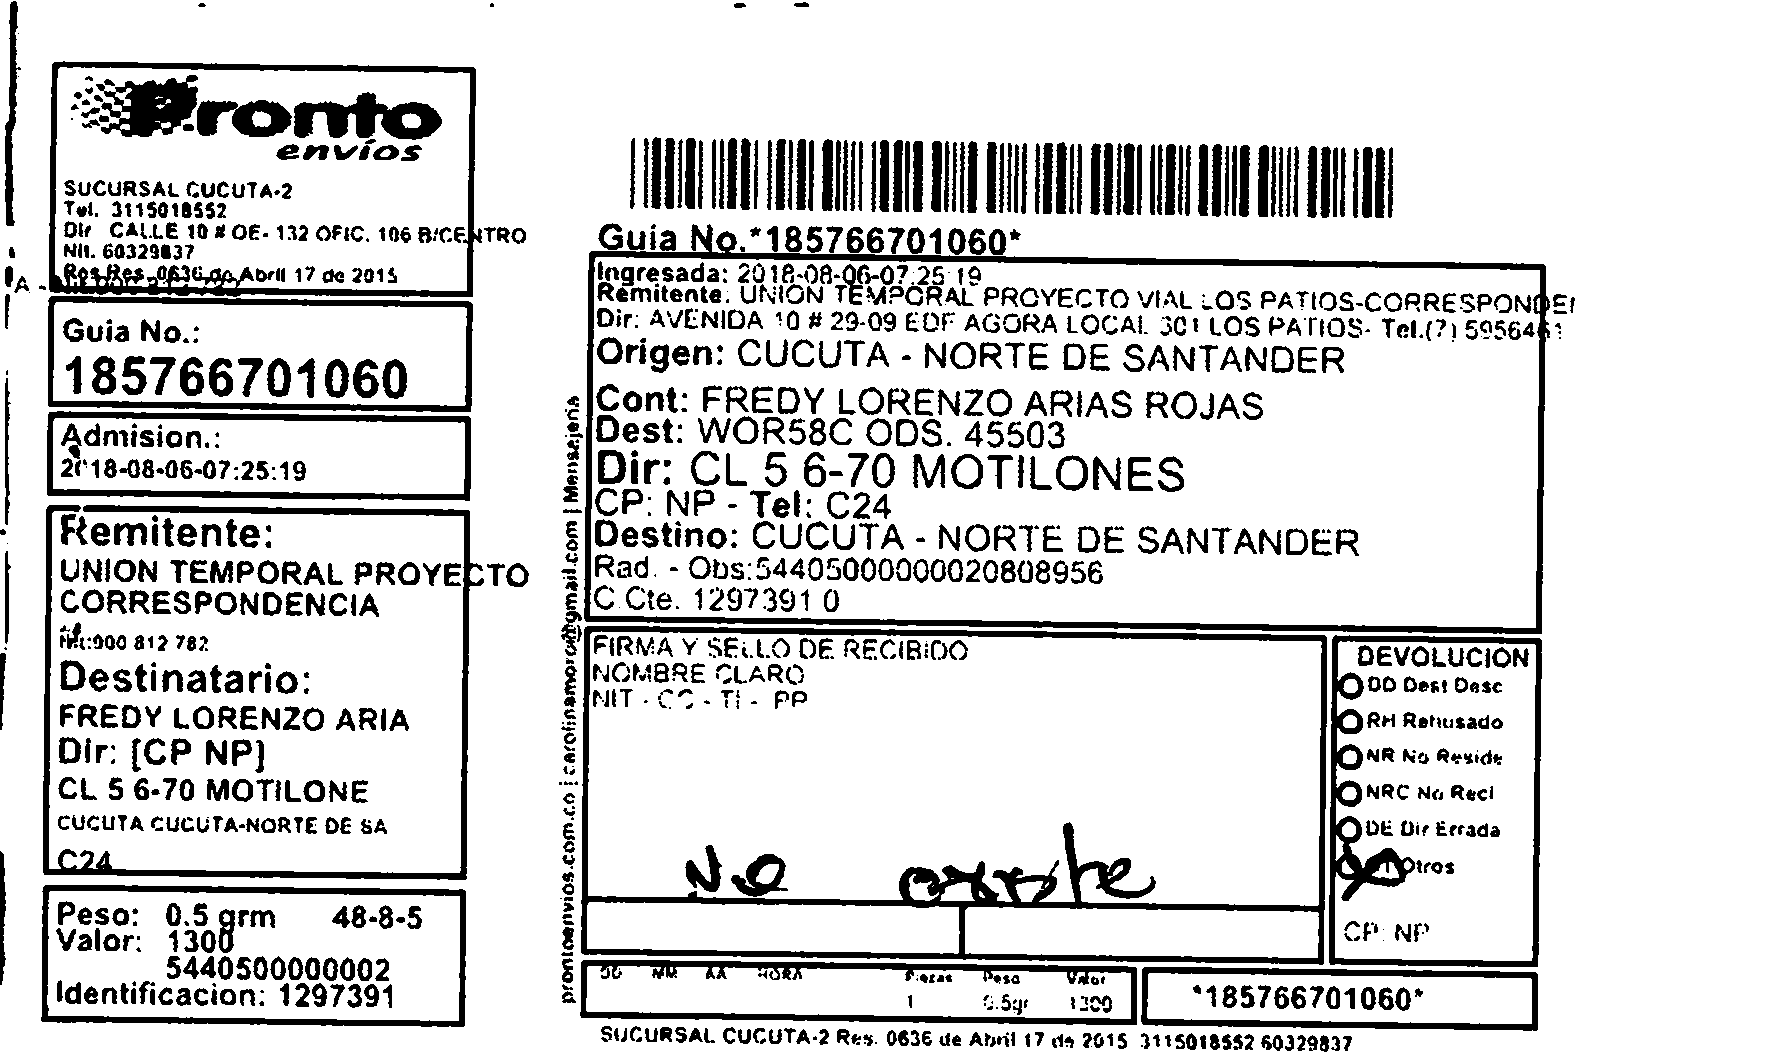 Pronto
envíos
SUCURSAL CUCUTA-2
Tel. 3115018552
Dir CALLE 10 # OE- 132 OFIC. 106 B/CENTRO
Nit. 60329837
Res Res. 0636 de Abril 17 de 2015
Guia No.:
185766701060
Admision.:
2018-08-06-07:25:19
Remitente:
UNION TEMPORAL PROYECTO
CORRESPONDENCIA
Nit:900 812 782
Destinatario:
FREDY LORENZO ARIA
Dir: [CP NP]
CL 5 6-70 MOTILONE
CUCUTA CUCUTA-NORTE DE SA
C24
Peso: 0.5 grm 48-8-5
Valor: 1300
5440500000002
Identificacion: 1297391
prontoenvios.com.co | carolinamoro@gmail.com | Mensajeria
Guia No.*185766701060*
Ingresada: 2018-08-06-07:25:19
Remitente. UNION TEMPORAL PROYECTO VIAL LOS PATIOS-CORRESPONDEN
Dir: AVENIDA 10 # 29-09 EDF AGORA LOCAL 301 LOS PATIOS- Tel.(7) 5956461
Origen: CUCUTA - NORTE DE SANTANDER
Cont: FREDY LORENZO ARIAS ROJAS
Dest: WOR58C ODS. 45503
Dir: CL 5 6-70 MOTILONES
CP: NP - Tel: C24
Destino: CUCUTA - NORTE DE SANTANDER
Rad. - Obs:54405000000020808956
C.Cte. 1297391 0
FIRMA Y SELLO DE RECIBIDO
NOMBRE CLARO
NIT - CC - TI - PP
No
DEVOLUCION
DD Dest Desc
RH Rehusado
NR No Reside
NRC No Recl
DE Dir Errada
Otros
CP: NP
DD MM AA HORA Piezas Peso Valor
1 0.5gr 1300
*185766701060*
SUCURSAL CUCUTA-2 Res. 0636 de Abril 17 de 2015 3115018552 60329837